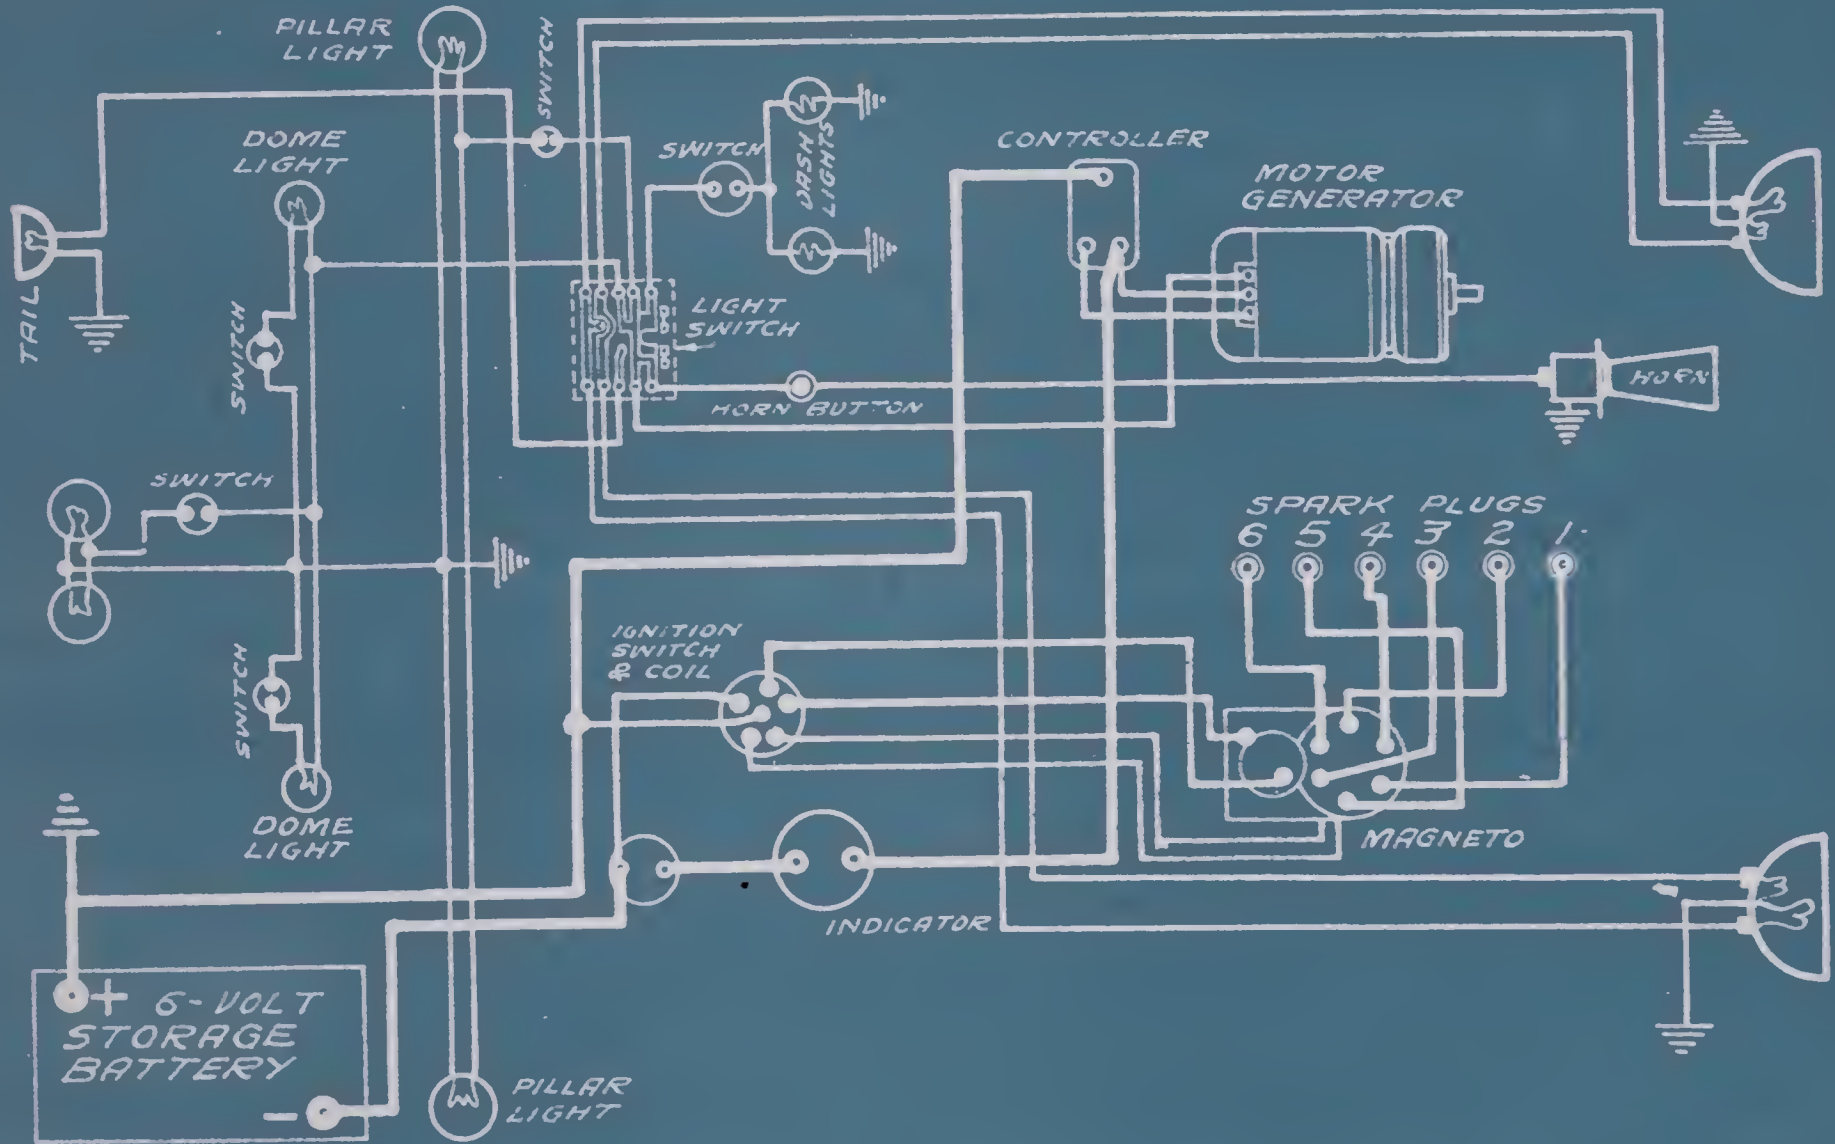 PILLAR
LIGHT
SWITCH
DOME
LIGHT
SWITCH
DASH
LIGHTS
CONTROLLER
MOTOR
GENERATOR
TAIL
SWITCH
LIGHT
SWITCH
HORN
HORN BUTTON
SWITCH
SPARK PLUGS
6 5 4 3 2 1
IGNITION
SWITCH
& COIL
SWITCH
DOME
LIGHT
MAGNETO
INDICATOR
+ 6-VOLT
STORAGE
BATTERY
-
PILLAR
LIGHT